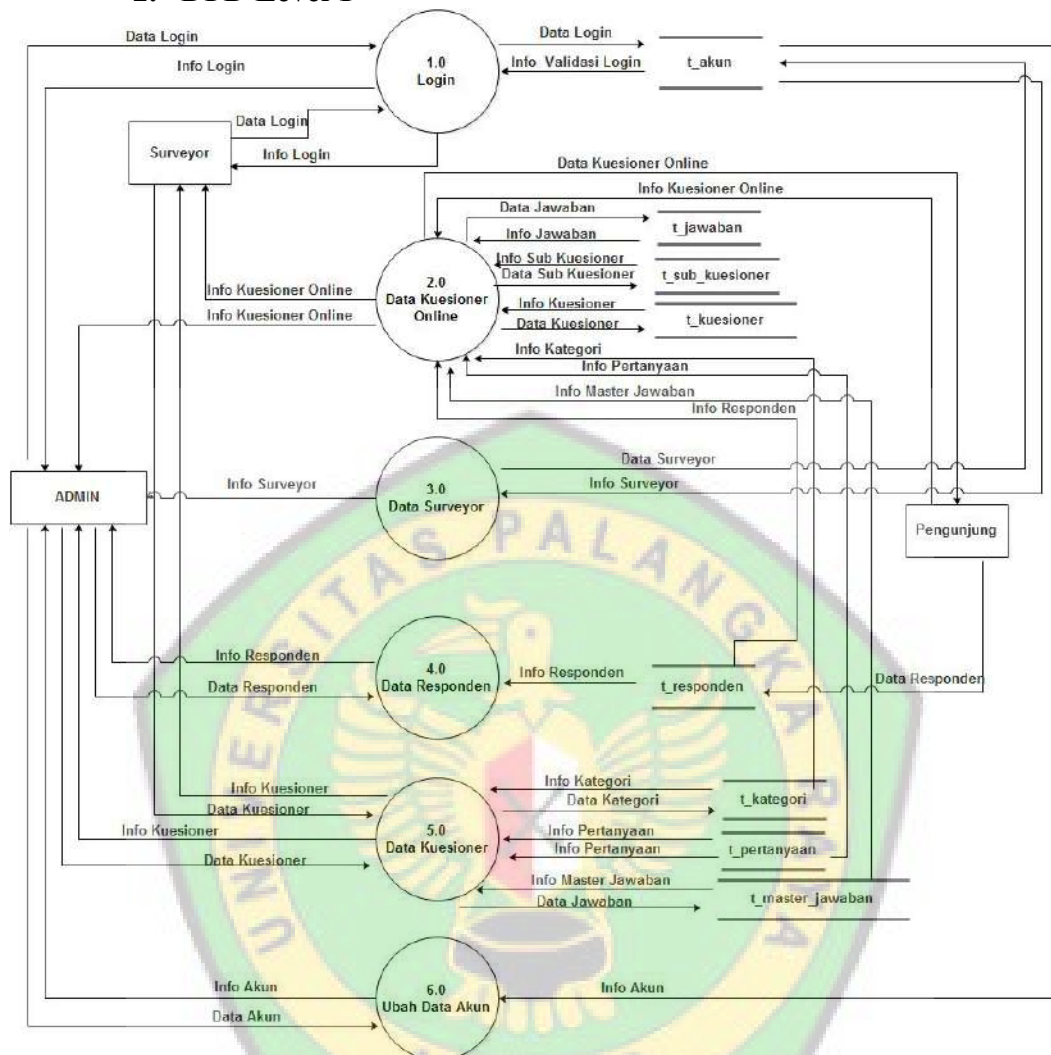 Data Login
Data Login
Info Login
1.0
Login
Info Validasi Login
t_akun
Data Login
Surveyor
Info Login
Data Kuesioner Online
Info Kuesioner Online
Data Jawaban
Info Jawaban
t_jawaban
Info Sub Kuesioner
Data Sub Kuesioner
t_sub_kuesioner
2.0
Data Kuesioner
Online
Info Kuesioner Online
Info Kuesioner
t_kuesioner
Info Kuesioner Online
Data Kuesioner
Info Kategori
Info Pertanyaan
Info Master Jawaban
Info Responden
Data Surveyor
ADMIN
Info Surveyor
3.0
Data Surveyor
Info Surveyor
Pengunjung
UNIVERSITAS PALANGKA RAYA
Info Responden
4.0
Data Responden
Info Responden
t_responden
Data Responden
Data Responden
Info Kuesioner
Info Kategori
Data Kategori
t_kategori
Data Kuesioner
Info Kuesioner
5.0
Data Kuesioner
Info Pertanyaan
Info Pertanyaan
t_pertanyaan
Data Kuesioner
Info Master Jawaban
Data Jawaban
t_master_jawaban
Info Akun
6.0
Ubah Data Akun
Info Akun
Data Akun